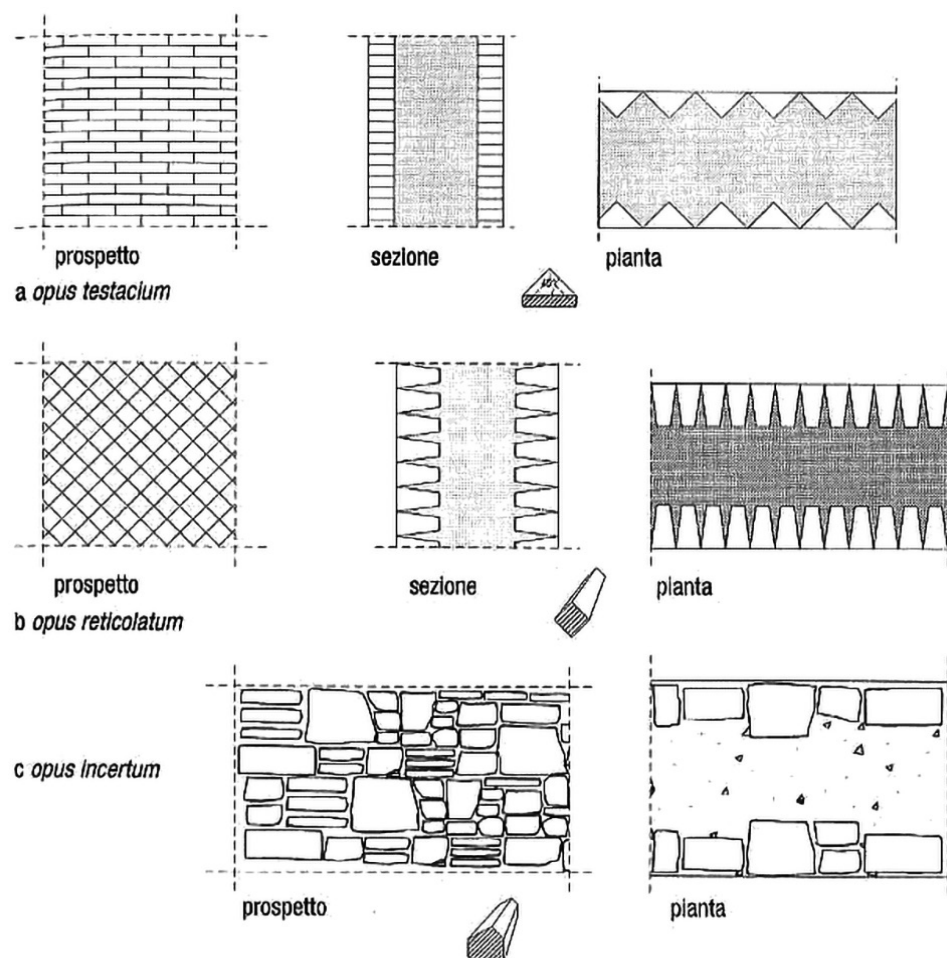 prospetto
sezione
pianta
a opus testacium
prospetto
sezione
pianta
b opus reticolatum
c opus incertum
prospetto
pianta